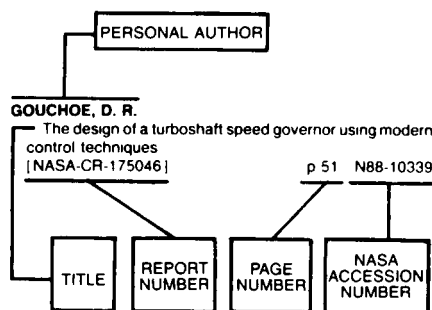 PERSONAL AUTHOR
GOUCHOE, D. R.
The design of a turboshaft speed governor using modern
control techniques
[NASA-CR-175046] p 51 N88-10339
TITLE
REPORT
NUMBER
PAGE
NUMBER
NASA
ACCESSION
NUMBER